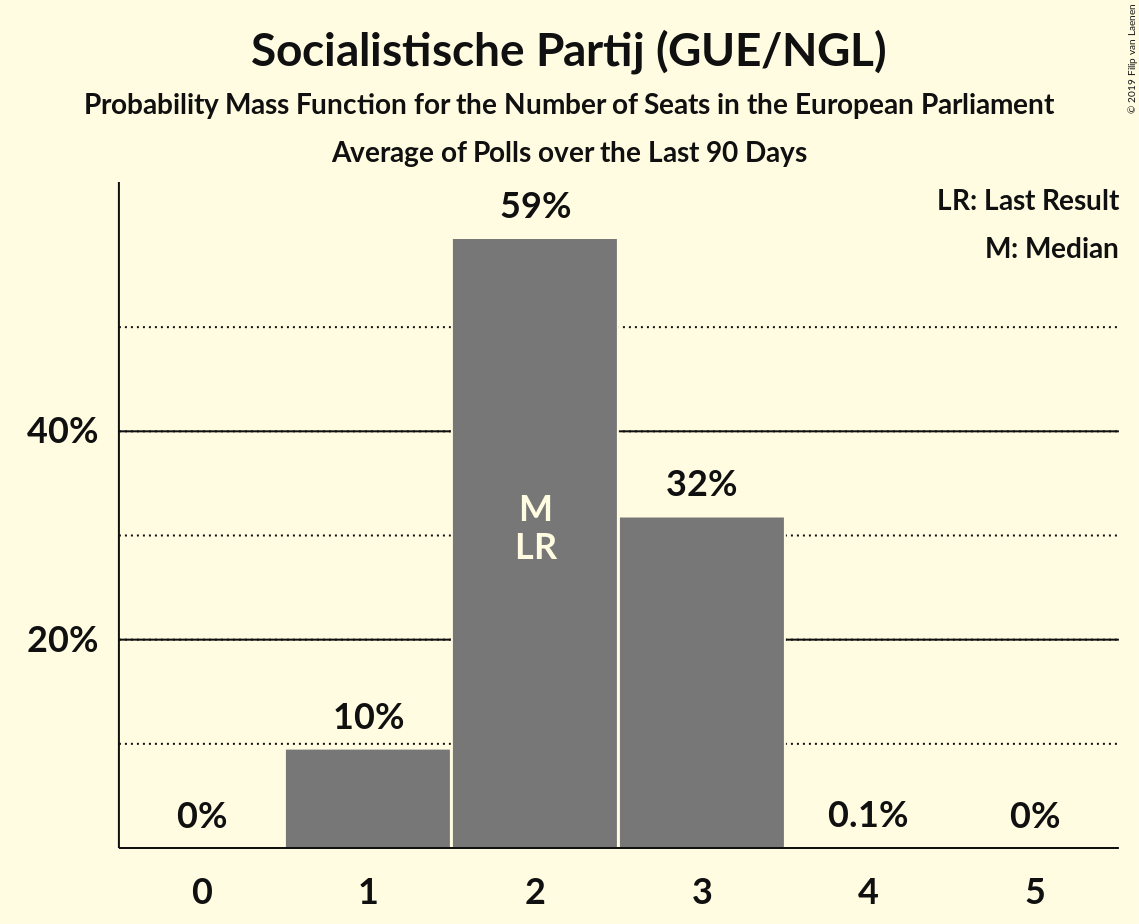 Socialistische Partij (GUE/NGL)
Probability Mass Function for the Number of Seats in the European Parliament
Average of Polls over the Last 90 Days
© 2019 Filip van Laenen
LR: Last Result
M: Median
59%
40%
32%
M
LR
20%
10%
0%
0.1%
0%
0 1 2 3 4 5